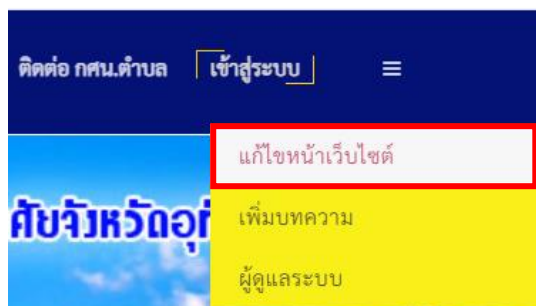 ติดต่อ กศน.ตำบล เข้าสู่ระบบ
แก้ไขหน้าเว็บไซต์
เพิ่มบทความ
ผู้ดูแลระบบ